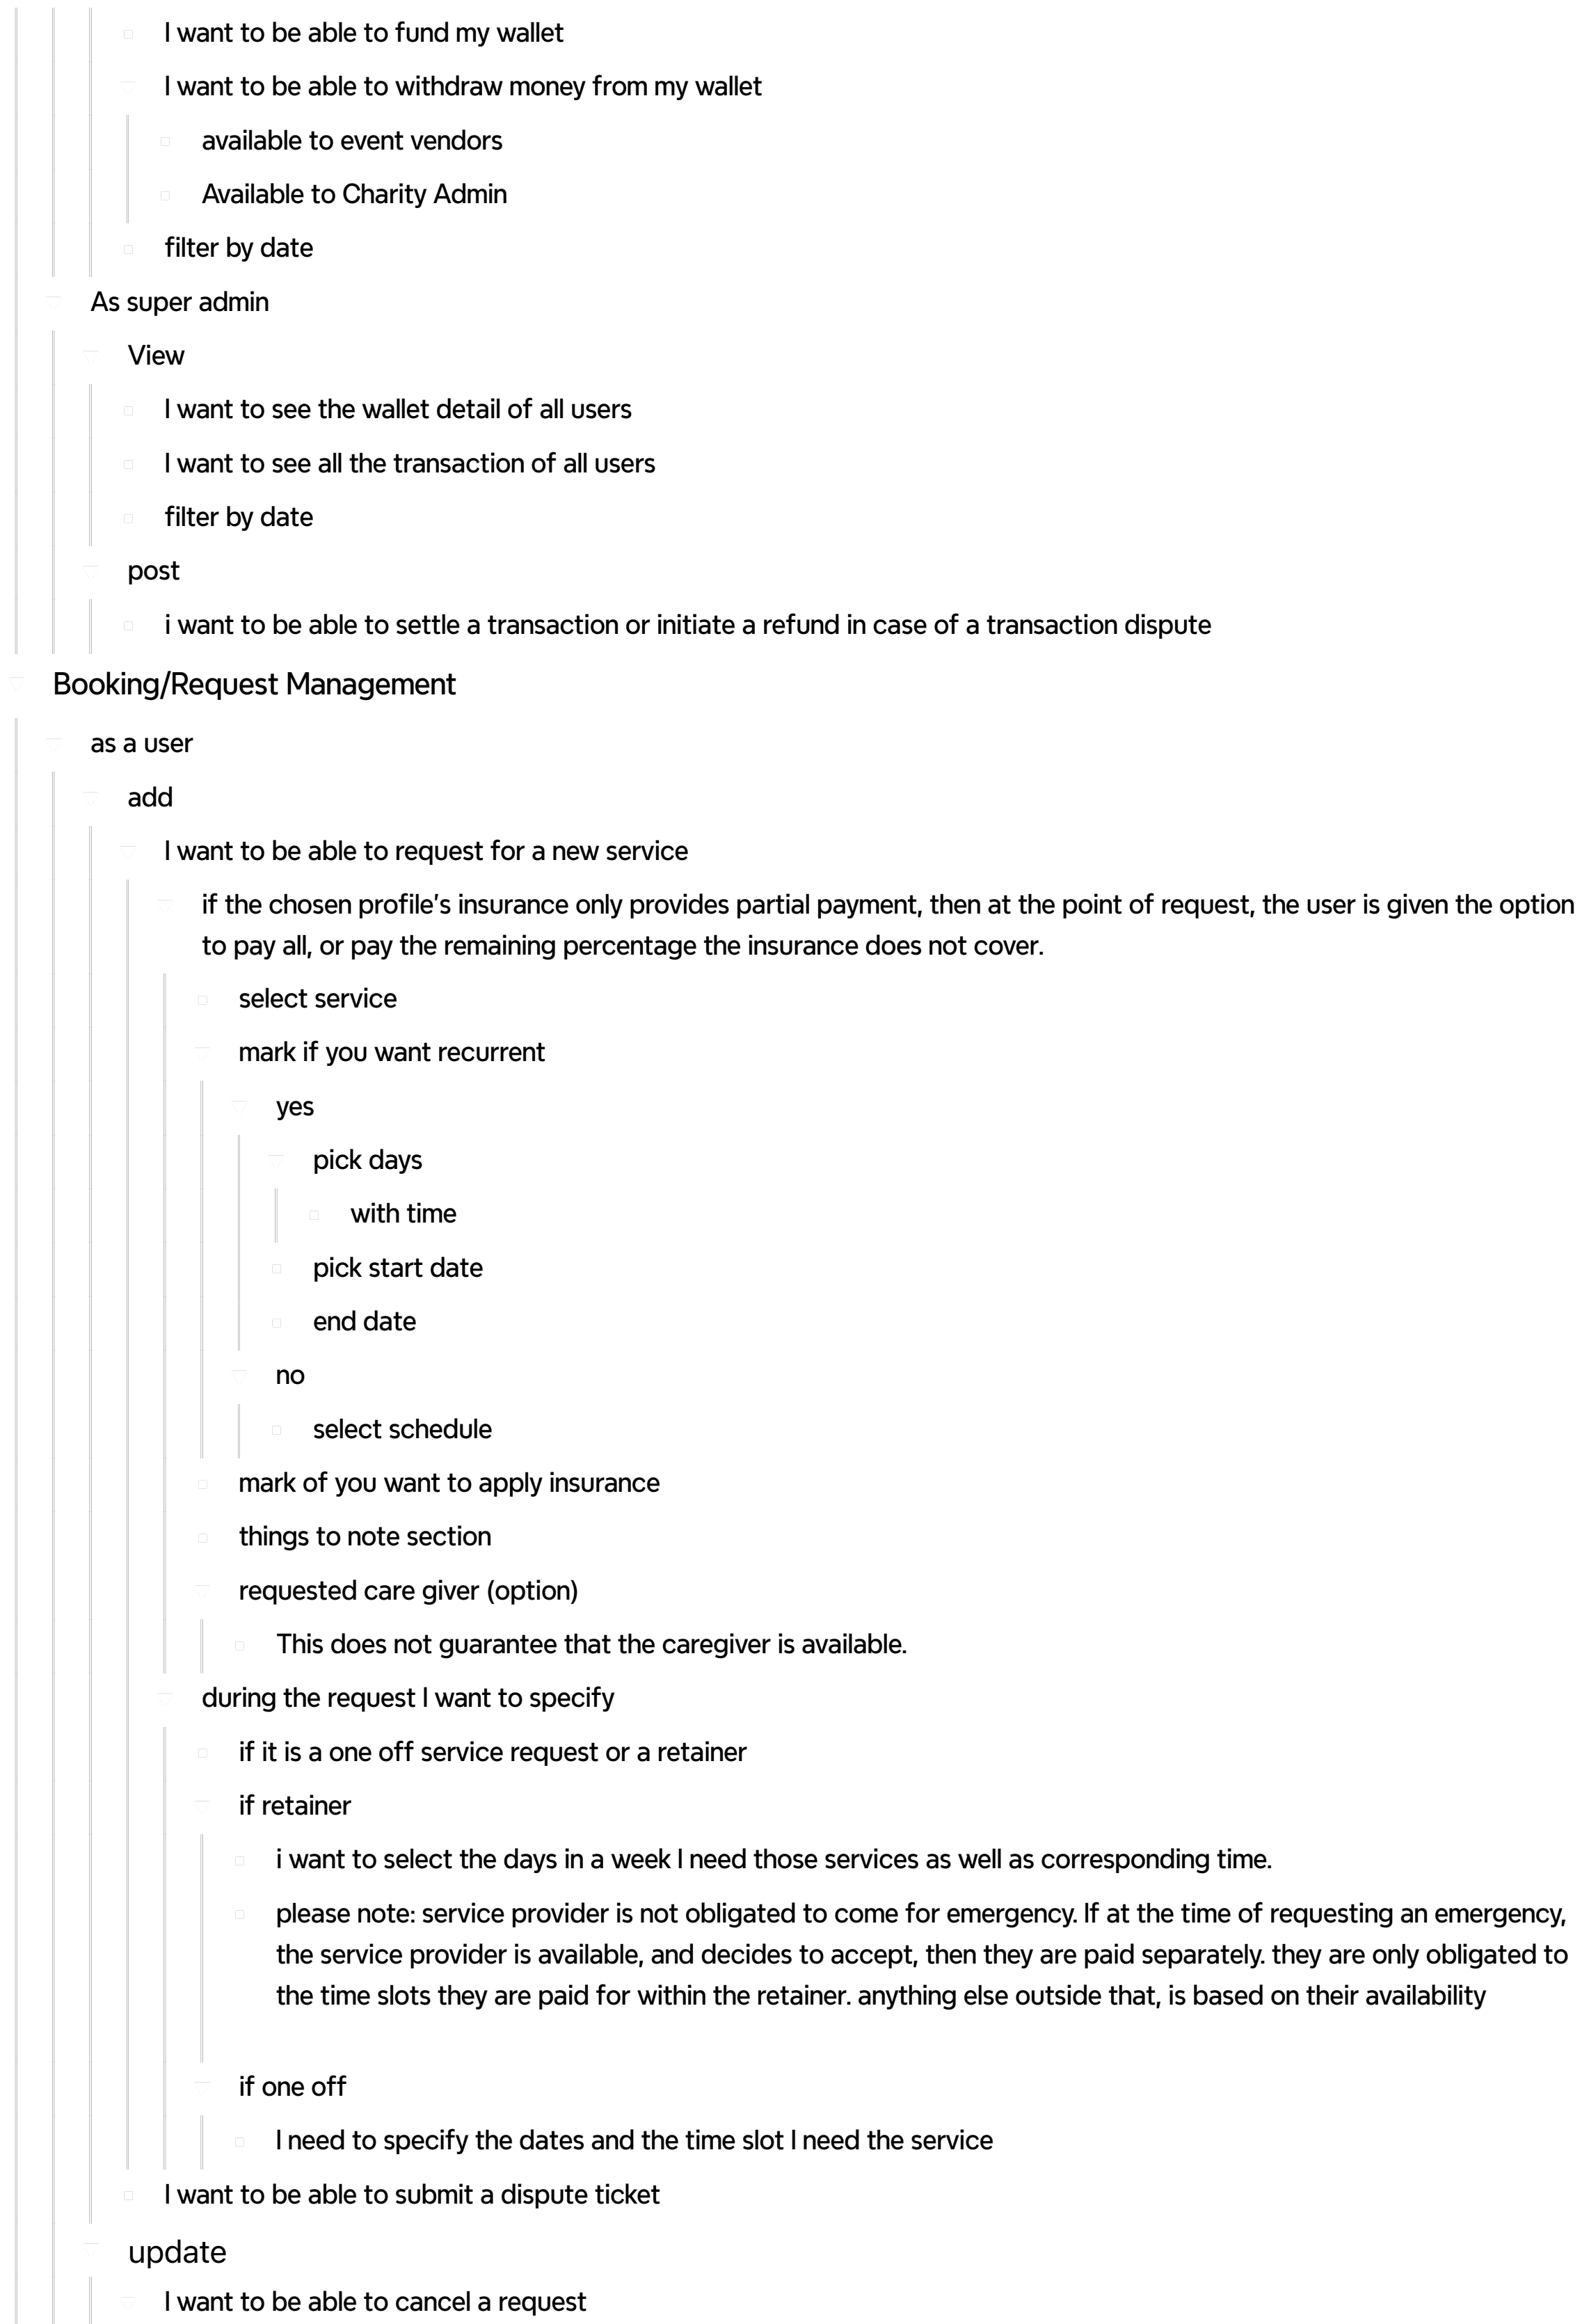 I want to be able to fund my wallet
I want to be able to withdraw money from my wallet
available to event vendors
Available to Charity Admin
filter by date
As super admin
View
I want to see the wallet detail of all users
I want to see all the transaction of all users
filter by date
post
i want to be able to settle a transaction or initiate a refund in case of a transaction dispute
Booking/Request Management
as a user
add
I want to be able to request for a new service
if the chosen profile's insurance only provides partial payment, then at the point of request, the user is given the option
to pay all, or pay the remaining percentage the insurance does not cover.
select service
mark if you want recurrent
yes
pick days
with time
pick start date
end date
no
select schedule
mark of you want to apply insurance
things to note section
requested care giver (option)
This does not guarantee that the caregiver is available.
during the request I want to specify
if it is a one off service request or a retainer
if retainer
i want to select the days in a week I need those services as well as corresponding time.
please note: service provider is not obligated to come for emergency. If at the time of requesting an emergency,
the service provider is available, and decides to accept, then they are paid separately. they are only obligated to
the time slots they are paid for within the retainer. anything else outside that, is based on their availability
if one off
I need to specify the dates and the time slot I need the service
I want to be able to submit a dispute ticket
update
I want to be able to cancel a request